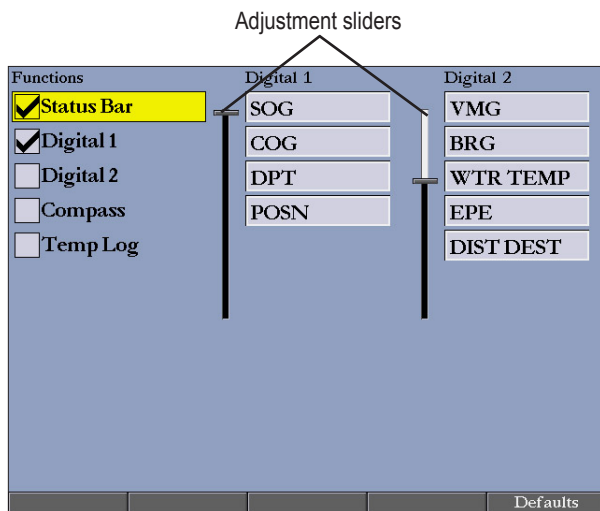 Adjustment sliders
Functions
Status Bar
Digital 1
Digital 2
Compass
Temp Log
Digital 1
SOG
COG
DPT
POSN
Digital 2
VMG
BRG
WTR TEMP
EPE
DIST DEST
Defaults